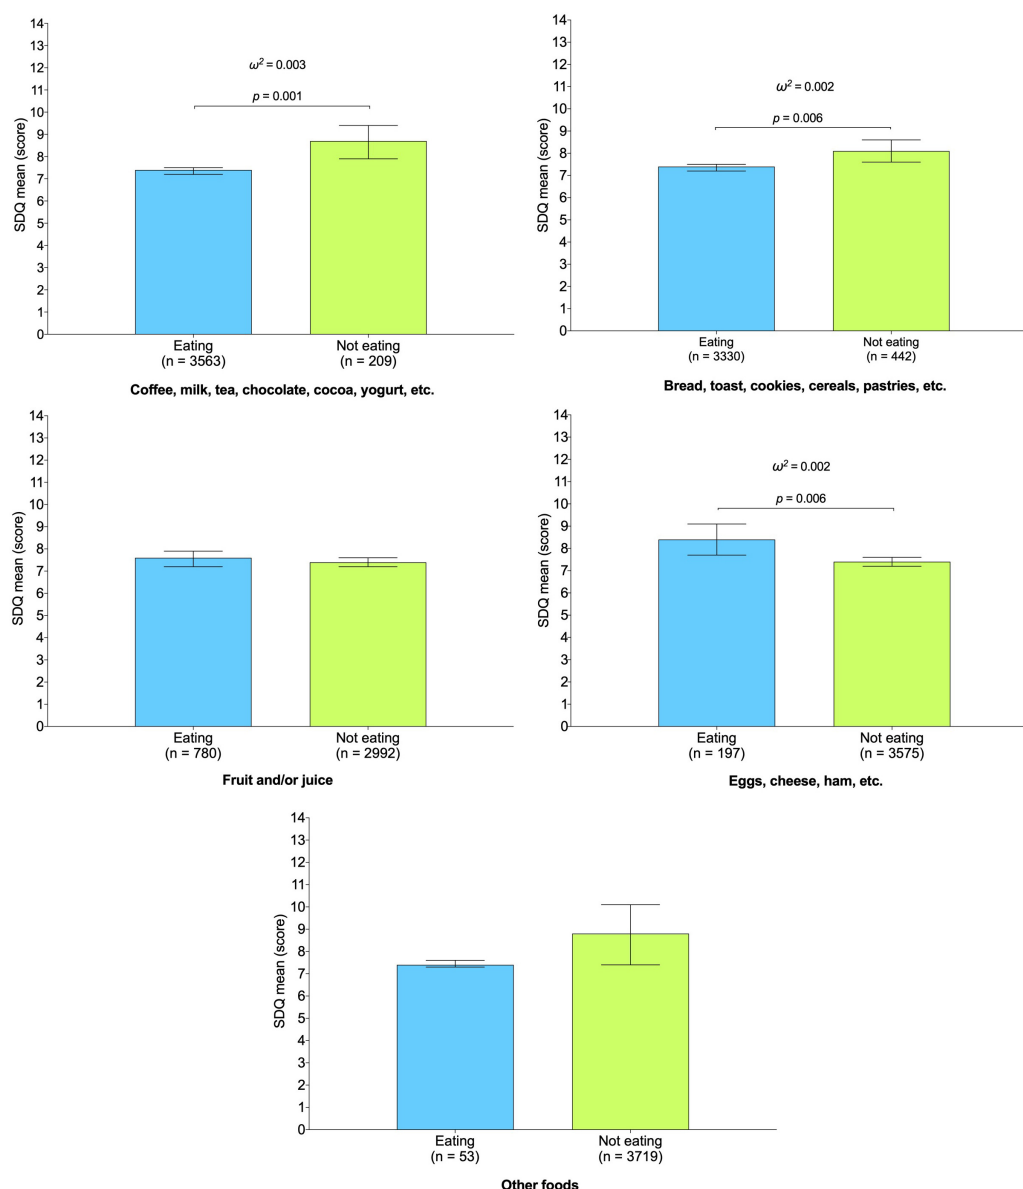 14
13
12
11
10
9
8
7
6
5
4
3
2
1
0
SDQ mean (score)
ω² = 0.003
p = 0.001
Eating
(n = 3563)
Not eating
(n = 209)
Coffee, milk, tea, chocolate, cocoa, yogurt, etc.
14
13
12
11
10
9
8
7
6
5
4
3
2
1
0
SDQ mean (score)
ω² = 0.002
p = 0.006
Eating
(n = 3330)
Not eating
(n = 442)
Bread, toast, cookies, cereals, pastries, etc.
14
13
12
11
10
9
8
7
6
5
4
3
2
1
0
SDQ mean (score)
Eating
(n = 780)
Not eating
(n = 2992)
Fruit and/or juice
14
13
12
11
10
9
8
7
6
5
4
3
2
1
0
SDQ mean (score)
ω² = 0.002
p = 0.006
Eating
(n = 197)
Not eating
(n = 3575)
Eggs, cheese, ham, etc.
14
13
12
11
10
9
8
7
6
5
4
3
2
1
0
SDQ mean (score)
Eating
(n = 53)
Not eating
(n = 3719)
Other foods